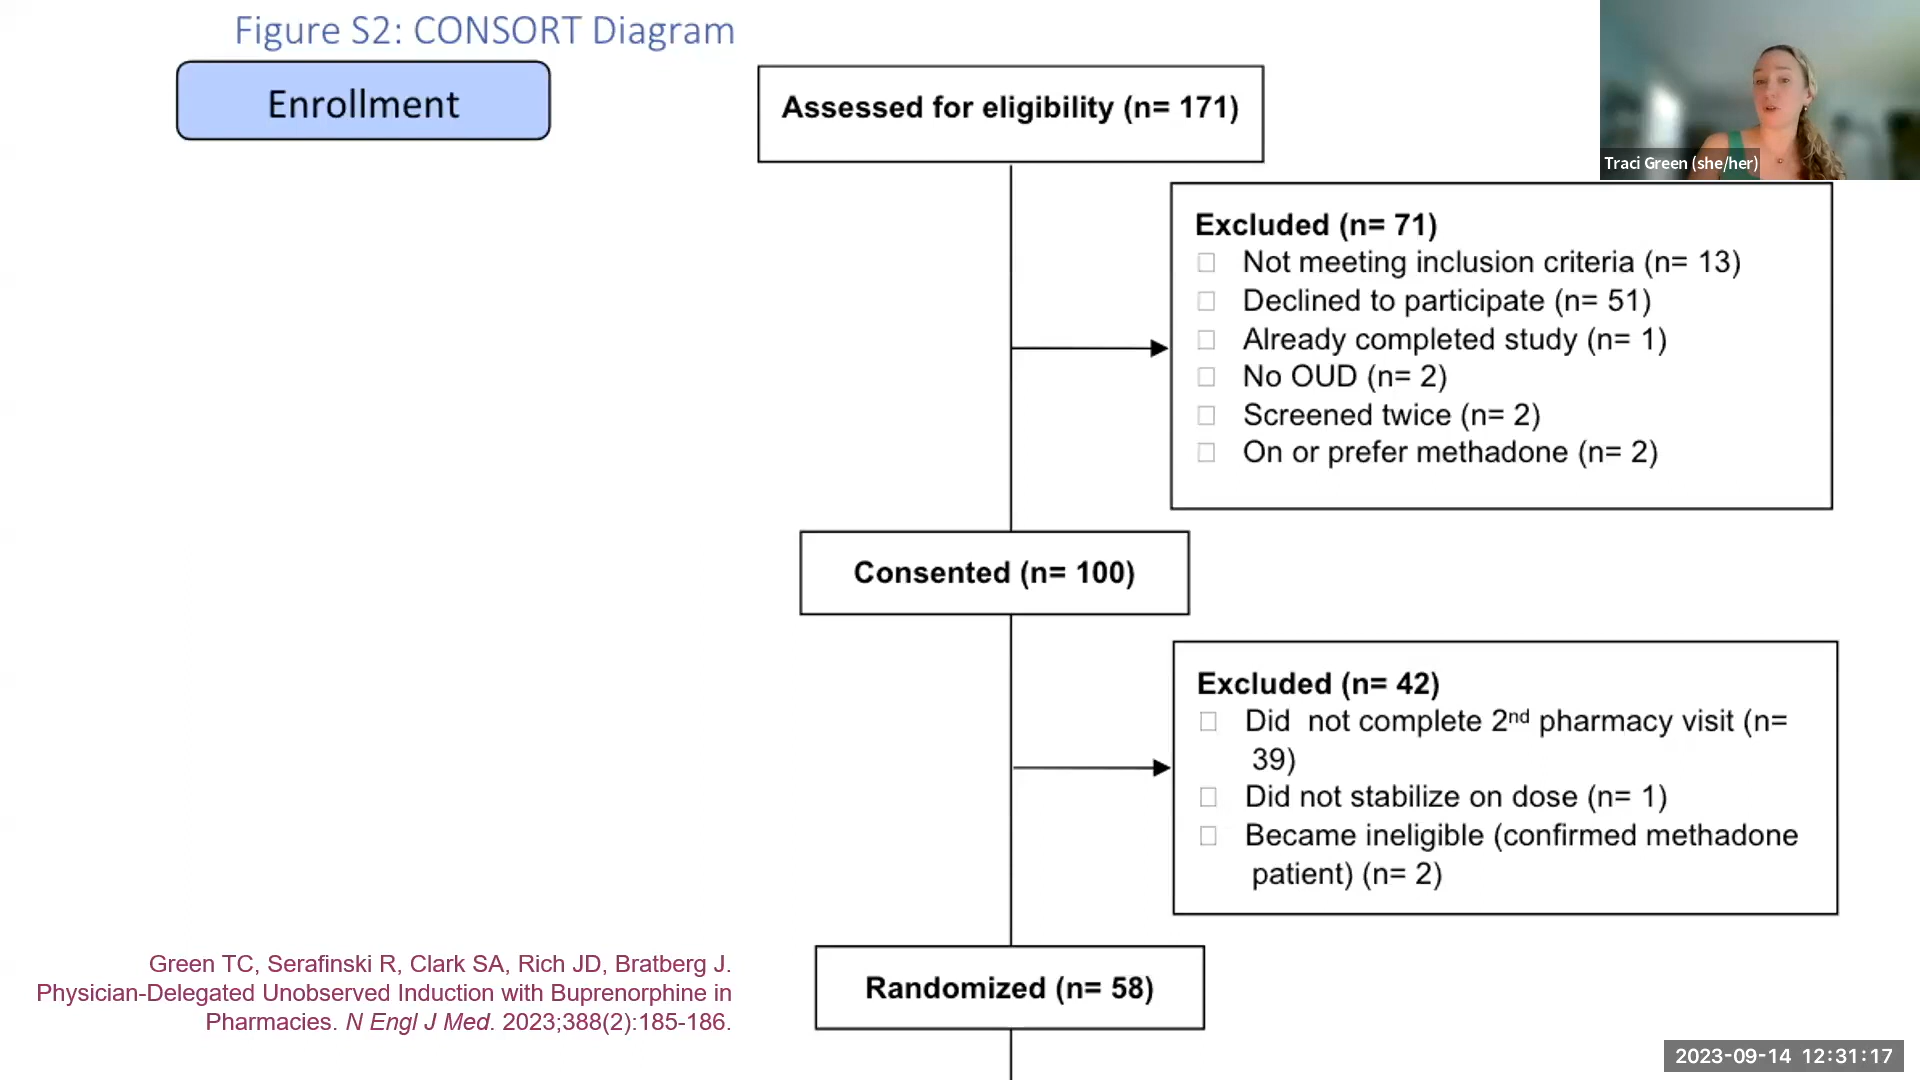 Figure S2: CONSORT Diagram
Enrollment
Assessed for eligibility (n= 171)
Traci Green (she/her)
Excluded (n= 71)
Not meeting inclusion criteria (n= 13)
Declined to participate (n= 51)
Already completed study (n= 1)
No OUD (n= 2)
Screened twice (n= 2)
On or prefer methadone (n= 2)
Consented (n= 100)
Excluded (n= 42)
Did  not complete 2nd pharmacy visit (n=
39)
Did not stabilize on dose (n= 1)
Became ineligible (confirmed methadone
patient) (n= 2)
Randomized (n= 58)
Green TC, Serafinski R, Clark SA, Rich JD, Bratberg J.
Physician-Delegated Unobserved Induction with Buprenorphine in
Pharmacies. N Engl J Med. 2023;388(2):185-186.
2023-09-14 12:31:17